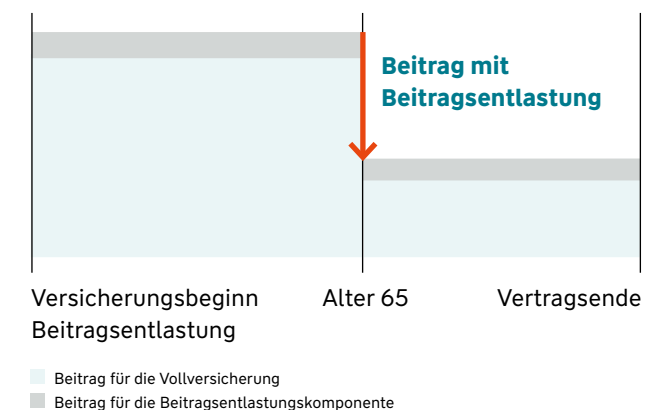 Beitrag mit
Beitragsentlastung
Versicherungsbeginn
Beitragsentlastung
Alter 65
Vertragsende
Beitrag für die Vollversicherung
Beitrag für die Beitragsentlastungskomponente